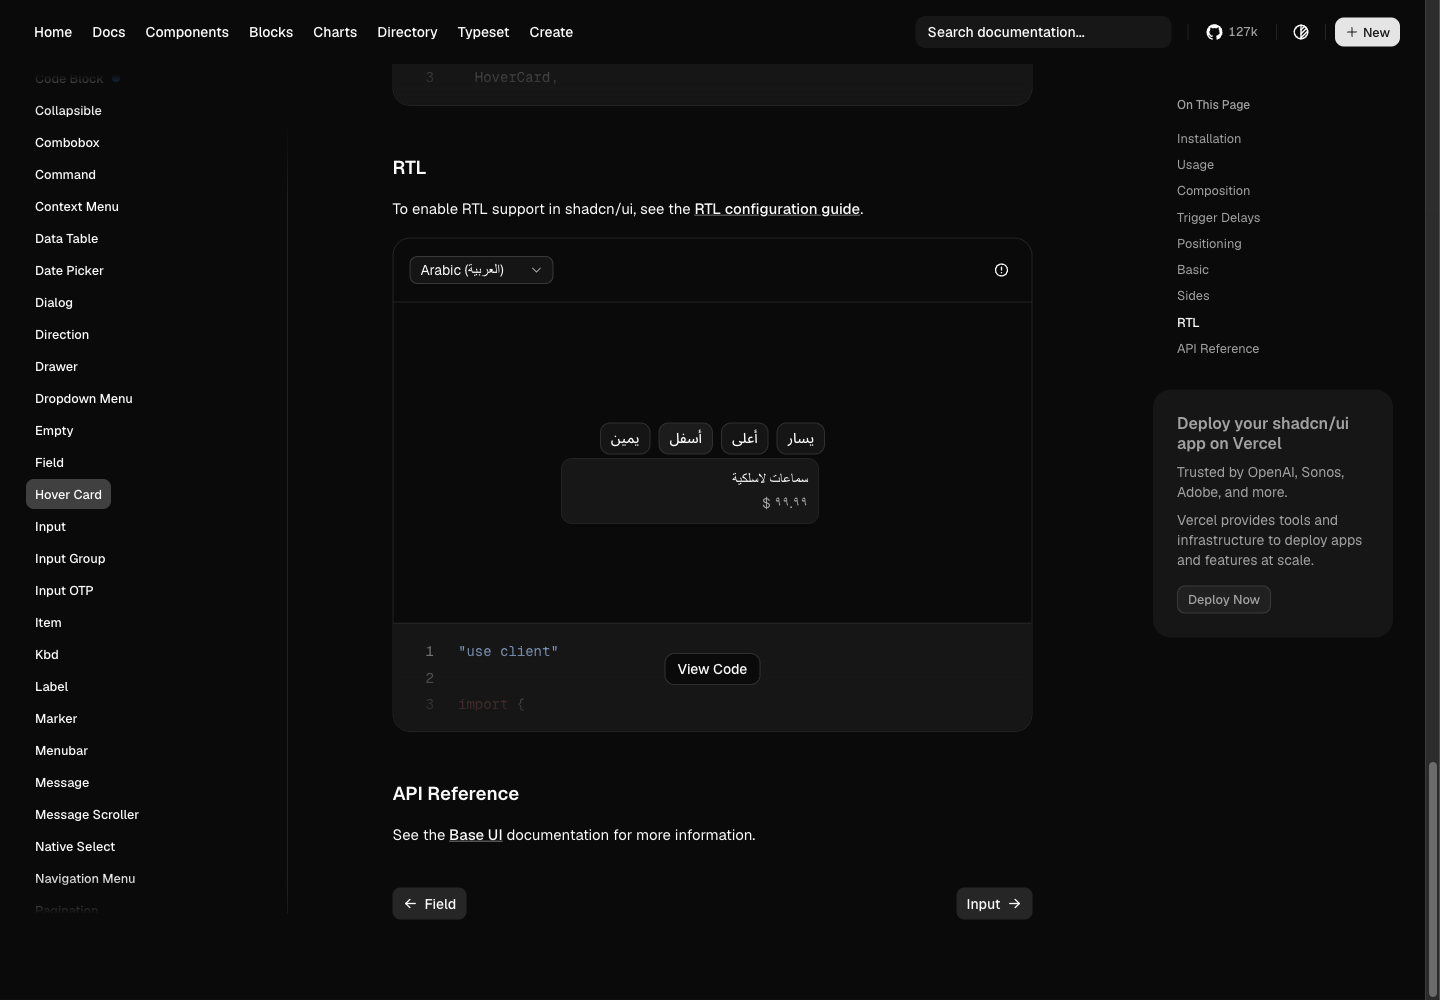 Home Docs Components Blocks Charts Directory Typeset Create Search documentation... 127k New
Code Block
Collapsible
Combobox
Command
Context Menu
Data Table
Date Picker
Dialog
Direction
Drawer
Dropdown Menu
Empty
Field
Hover Card
Input
Input Group
Input OTP
Item
Kbd
Label
Marker
Menubar
Message
Message Scroller
Native Select
Navigation Menu
Pagination
3 HoverCard,
RTL
To enable RTL support in shadcn/ui, see the RTL configuration guide.
Arabic (العربية)
يسار أعلى أسفل يمين
سماعات لاسلكية
٩٩.٩٩ $
1 "use client"
2
3 import {
View Code
API Reference
See the Base UI documentation for more information.
Field Input
On This Page
Installation
Usage
Composition
Trigger Delays
Positioning
Basic
Sides
RTL
API Reference
Deploy your shadcn/ui
app on Vercel
Trusted by OpenAI, Sonos,
Adobe, and more.
Vercel provides tools and
infrastructure to deploy apps
and features at scale.
Deploy Now